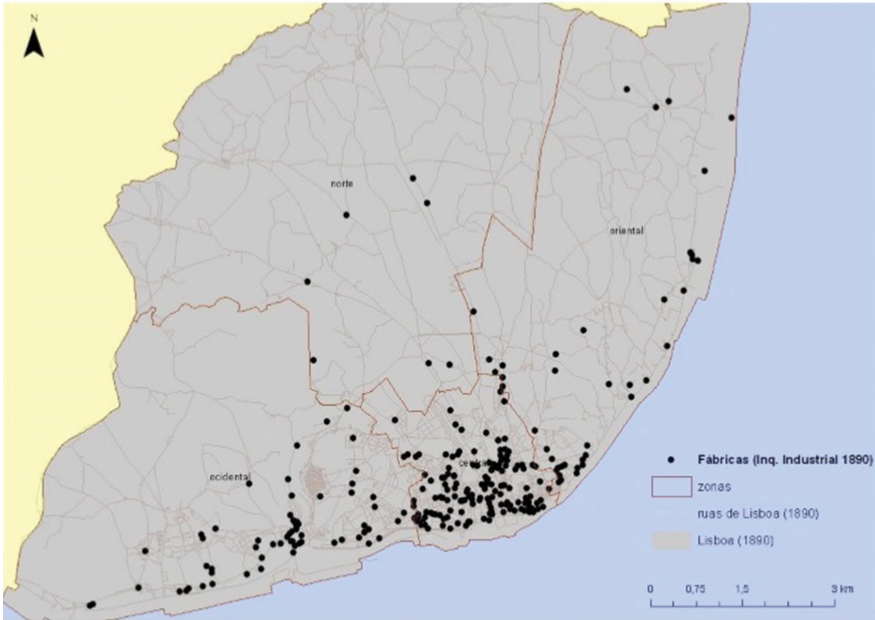 N
norte
oriental
central
ocidental
Fábricas (Inq. Industrial 1890)
zonas
ruas de Lisboa (1890)
Lisboa (1890)
0 0,75 1,5 3 km